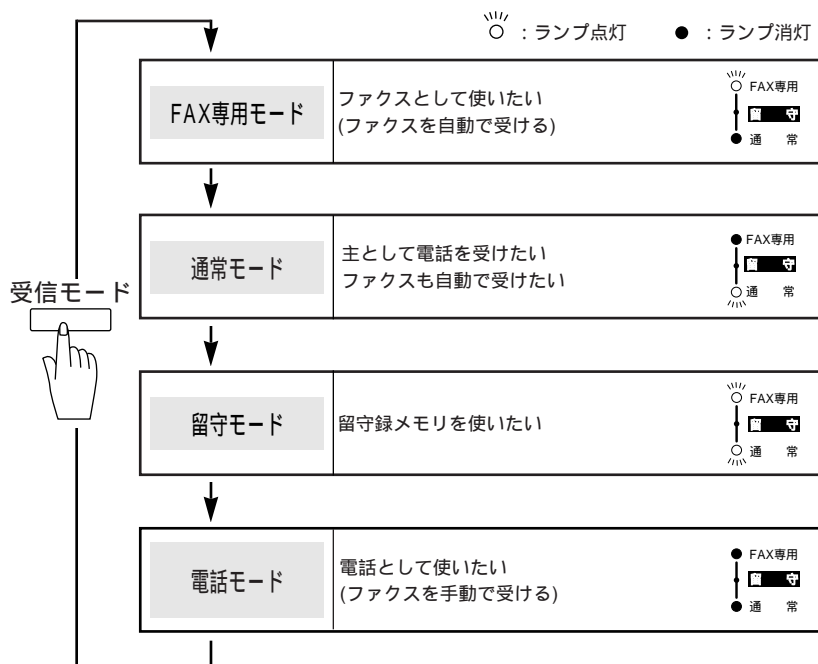 ：ランプ点灯 ：ランプ消灯
FAX専用モード
ファクスとして使いたい
(ファクスを自動で受ける)
FAX専用
留 守
通 常
通常モード
主として電話を受けたい
ファクスも自動で受けたい
FAX専用
留 守
通 常
受信モード
留守モード
留守録メモリを使いたい
FAX専用
留 守
通 常
電話モード
電話として使いたい
(ファクスを手動で受ける)
FAX専用
留 守
通 常